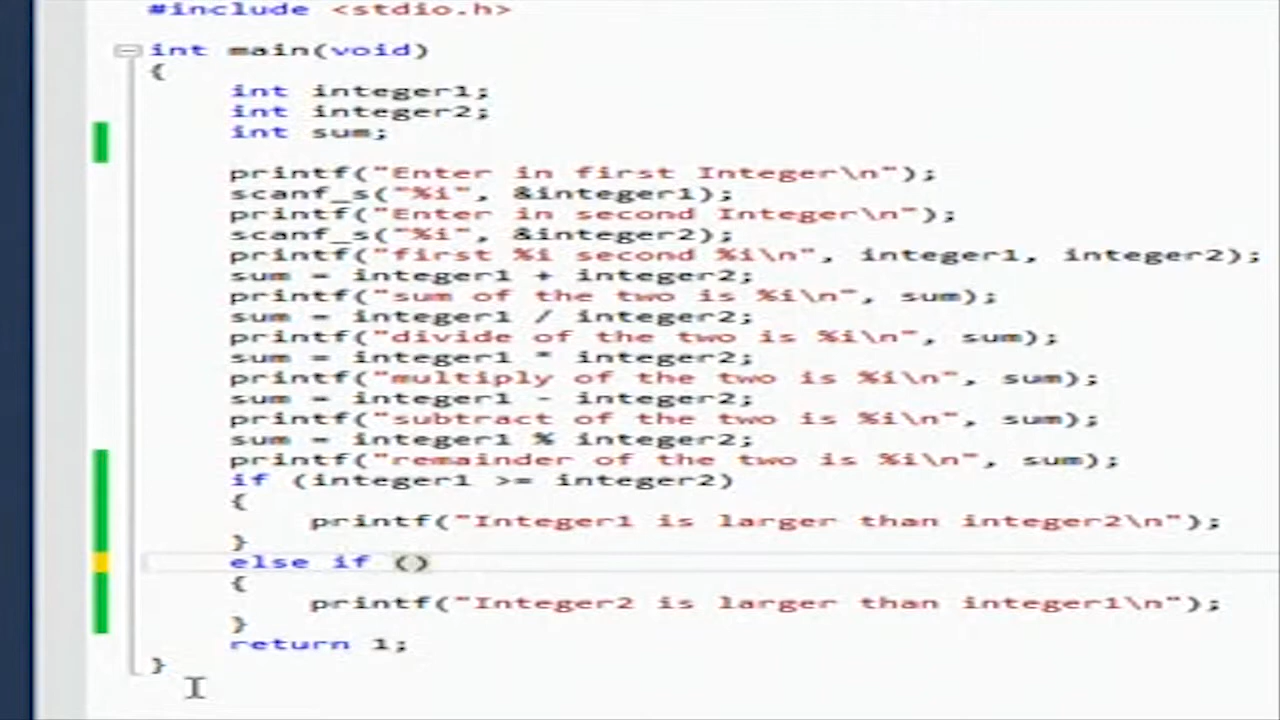 #include <stdio.h>
int main(void)
{
int integer1;
int integer2;
int sum;
printf("Enter in first Integer\n");
scanf_s("%i", &integer1);
printf("Enter in second Integer\n");
scanf_s("%i", &integer2);
printf("first %i second %i\n", integer1, integer2);
sum = integer1 + integer2;
printf("sum of the two is %i\n", sum);
sum = integer1 / integer2;
printf("divide of the two is %i\n", sum);
sum = integer1 * integer2;
printf("multiply of the two is %i\n", sum);
sum = integer1 - integer2;
printf("subtract of the two is %i\n", sum);
sum = integer1 % integer2;
printf("remainder of the two is %i\n", sum);
if (integer1 >= integer2)
{
printf("Integer1 is larger than integer2\n");
}
else if ()
{
printf("Integer2 is larger than integer1\n");
}
return 1;
}